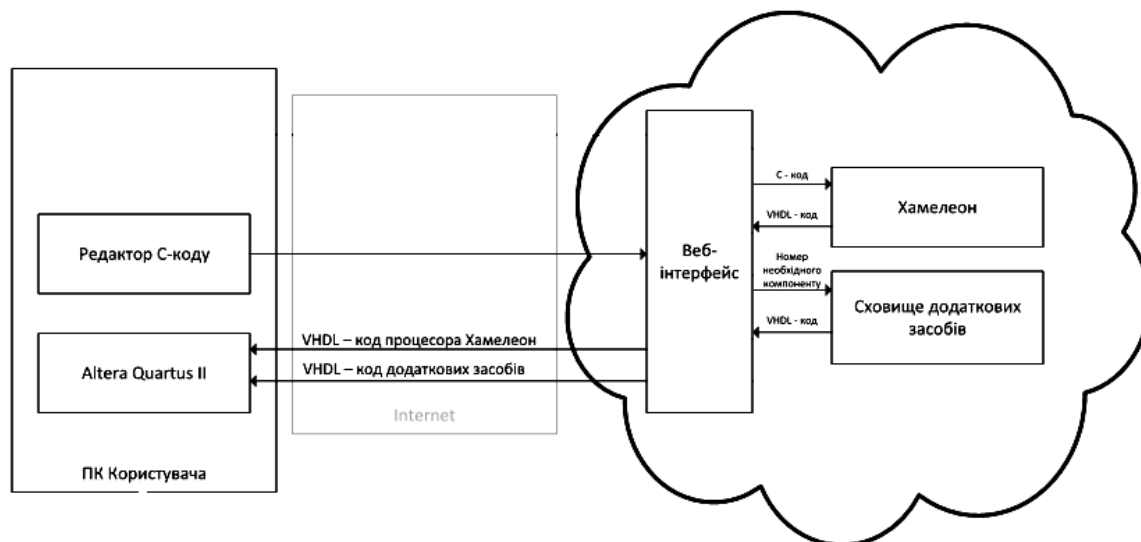 Редактор С-коду
Altera Quartus II
ПК Користувача
VHDL – код процесора Хамелеон
VHDL – код додаткових засобів
Internet
Веб-
інтерфейс
С - код
VHDL - код
Номер
необхідного
компоненту
VHDL - код
Хамелеон
Сховище додаткових
засобів